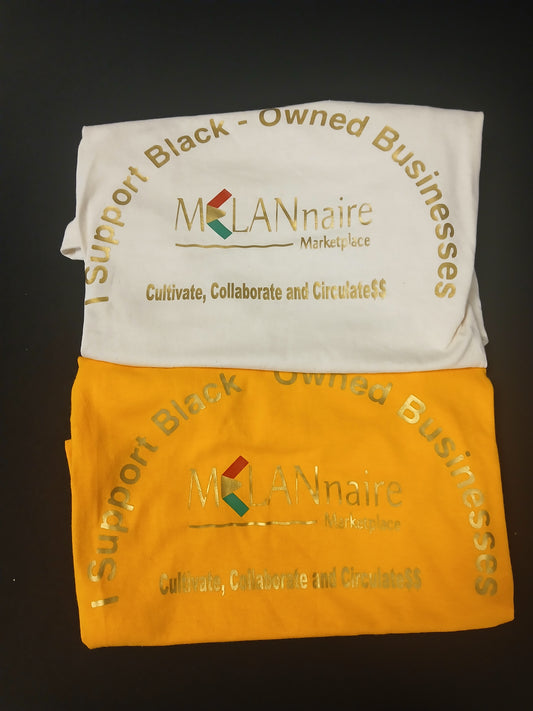 I Support Black - Owned Businesses
MELANnaire
Marketplace
Cultivate, Collaborate and Circulate$$
I Support Black - Owned Businesses
MELANnaire
Marketplace
Cultivate, Collaborate and Circulate$$